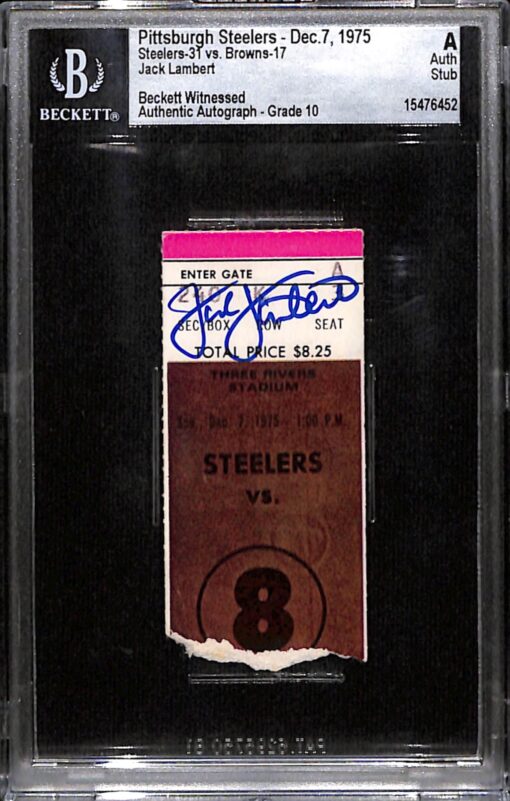 Pittsburgh Steelers - Dec.7, 1975
Steelers-31 vs. Browns-17
Jack Lambert
Beckett Witnessed
Authentic Autograph - Grade 10
A
Auth
Stub
15476452
B
BECKETT®
ENTER GATE A
Jack Lambert
SEC/BOX ROW SEAT
TOTAL PRICE $8.25
THREE RIVERS
STADIUM
Sun. Dec. 7, 1975 - 1:00 P.M.
STEELERS
VS.
8